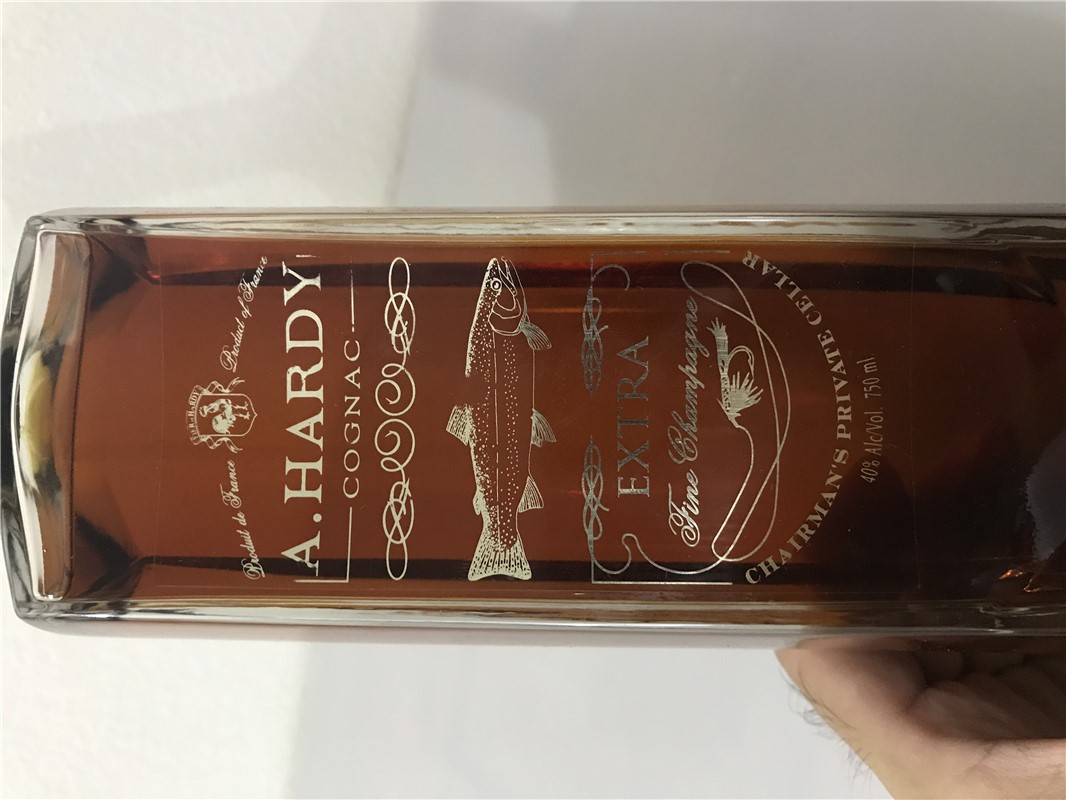 Produit de France
Product of France
A.HARDY
COGNAC
EXTRA
Fine Champagne
CHAIRMAN'S PRIVATE CELLAR
40% Alc/Vol. 750 ml